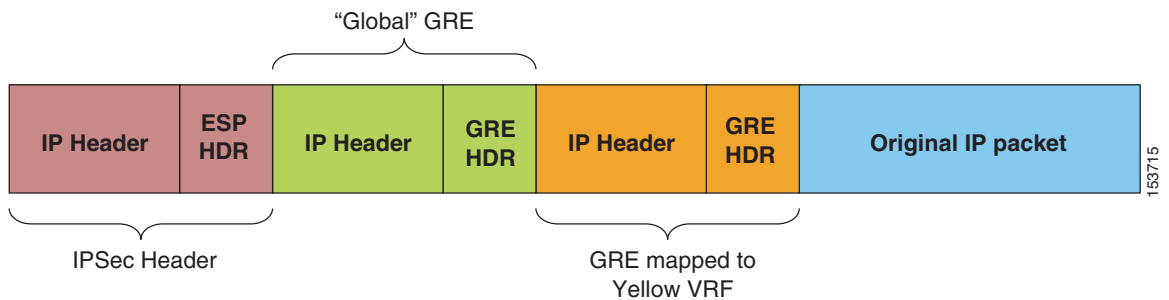 “Global” GRE
IP Header
ESP
HDR
IP Header
GRE
HDR
IP Header
GRE
HDR
Original IP packet
153715
IPSec Header
GRE mapped to
Yellow VRF